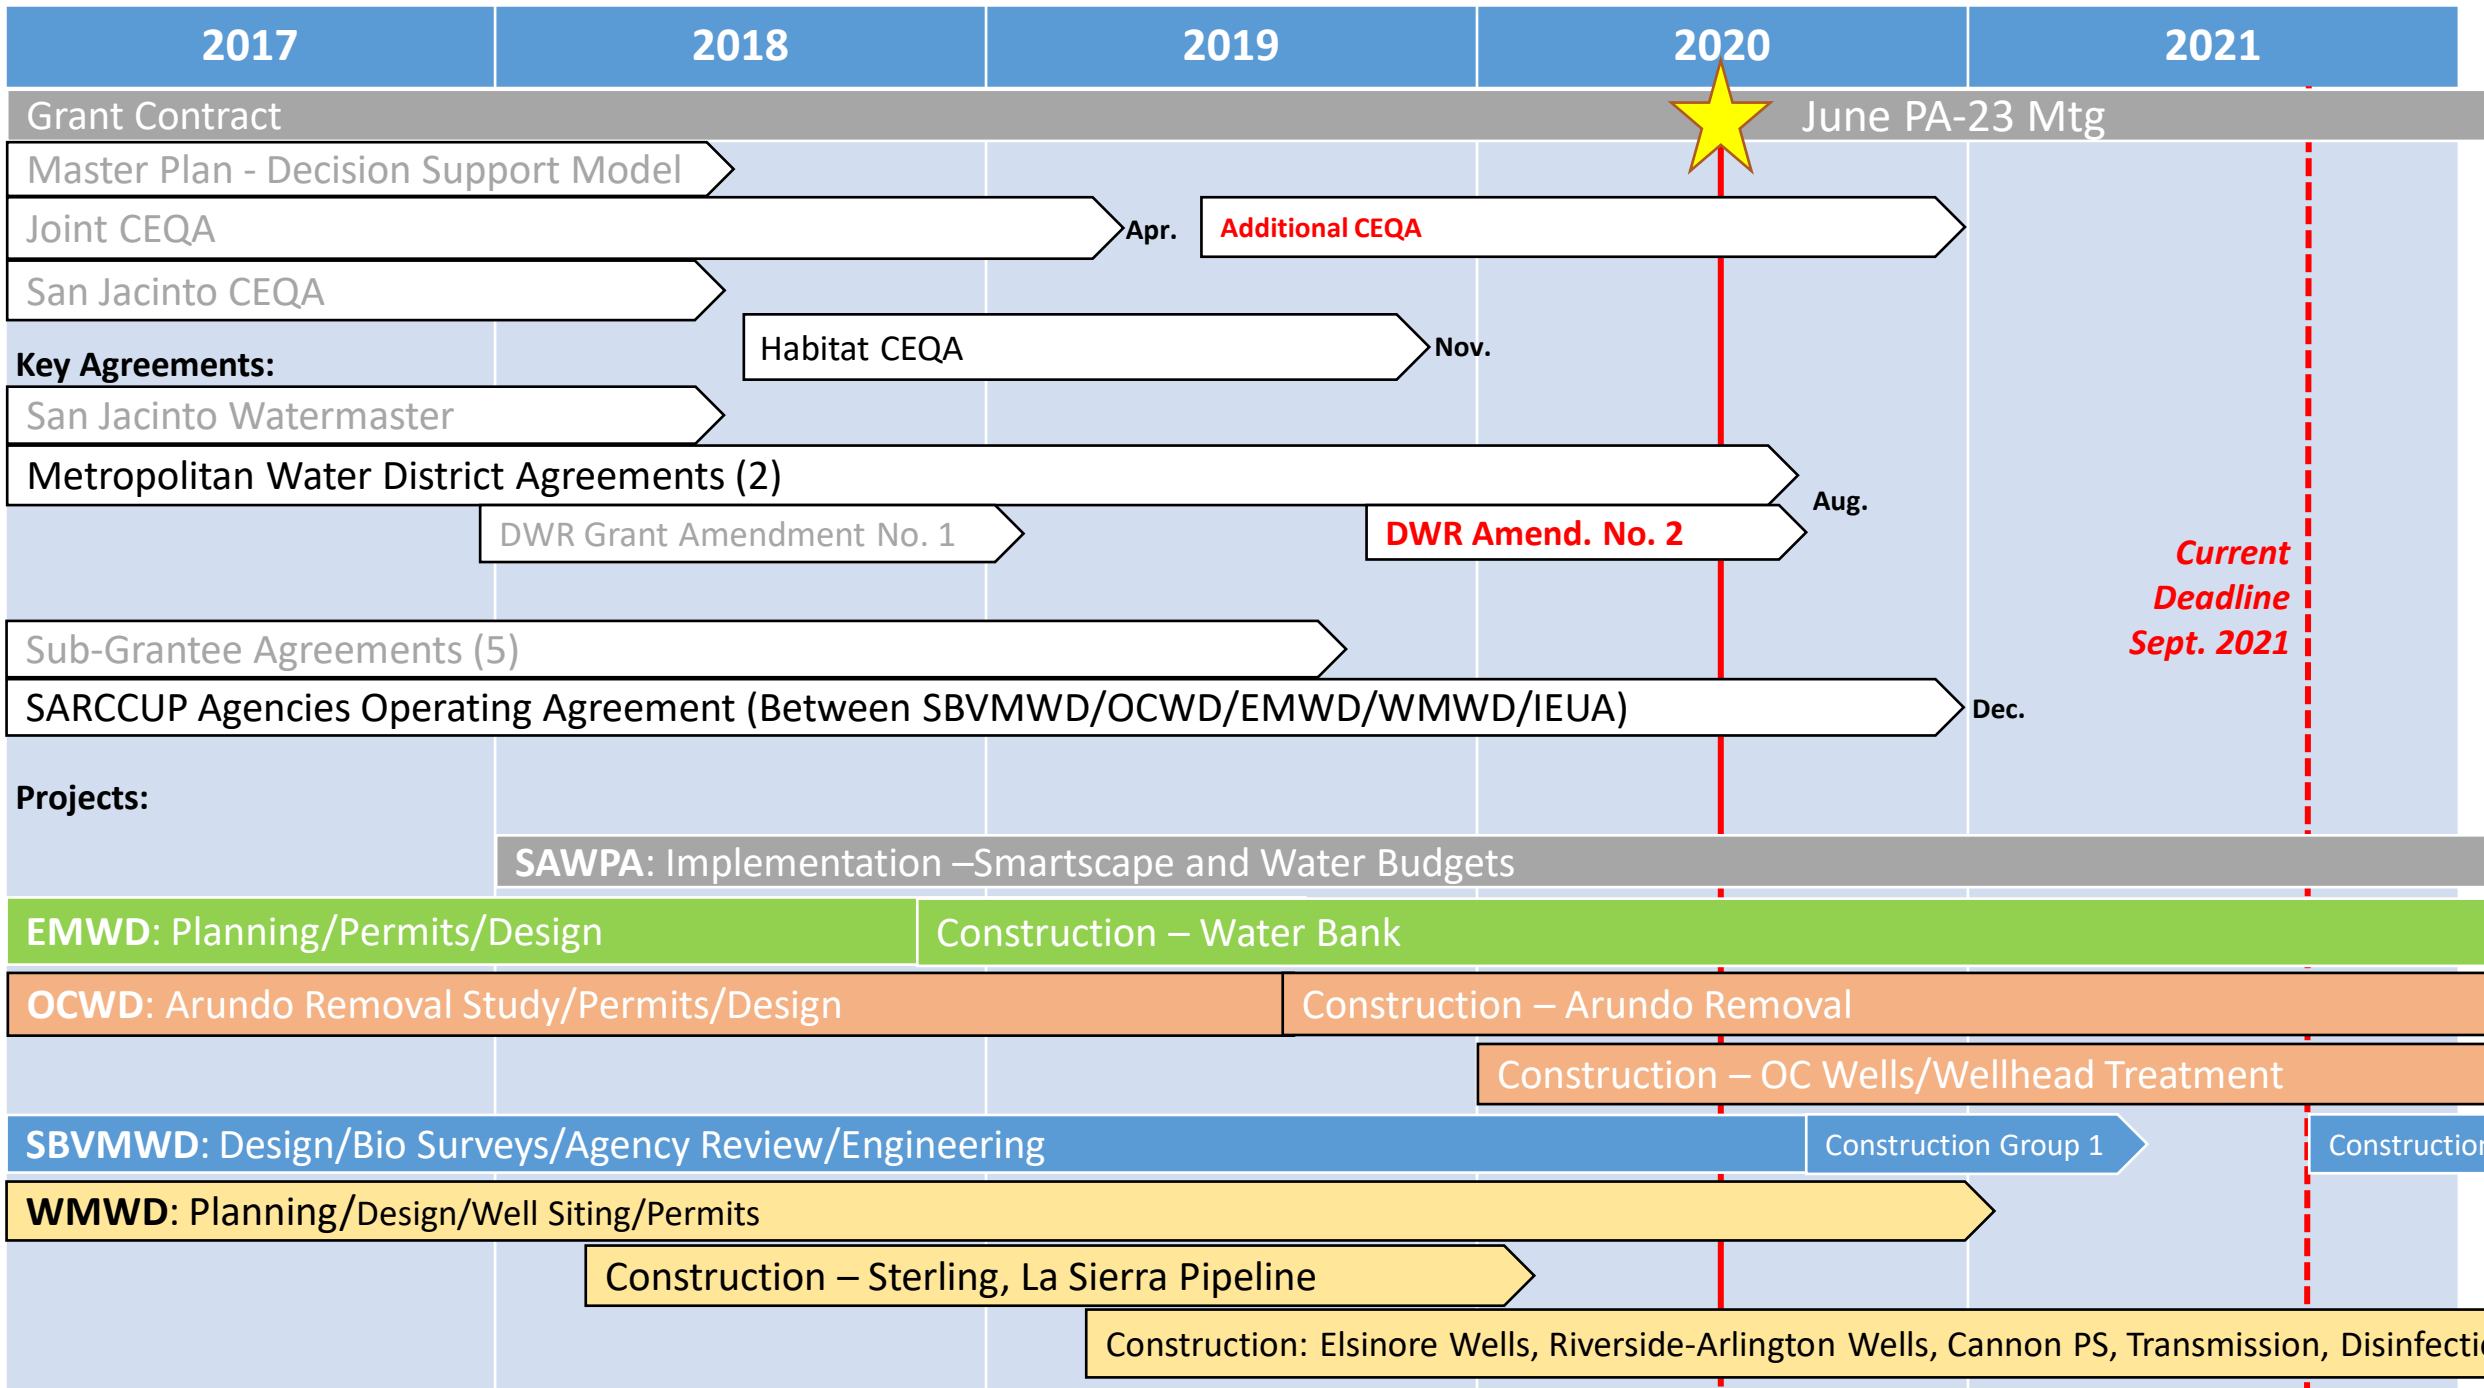 2017 2018 2019 2020 2021
Grant Contract June PA-23 Mtg
Master Plan - Decision Support Model
Joint CEQA Apr. Additional CEQA
San Jacinto CEQA
Habitat CEQA Nov.
Key Agreements:
San Jacinto Watermaster
Metropolitan Water District Agreements (2)
Aug.
DWR Grant Amendment No. 1 DWR Amend. No. 2
Current
Deadline
Sept. 2021
Sub-Grantee Agreements (5)
SARCCUP Agencies Operating Agreement (Between SBVMWD/OCWD/EMWD/WMWD/IEUA) Dec.
Projects:
SAWPA: Implementation –Smartscape and Water Budgets
EMWD: Planning/Permits/Design Construction – Water Bank
OCWD: Arundo Removal Study/Permits/Design Construction – Arundo Removal
Construction – OC Wells/Wellhead Treatment
SBVMWD: Design/Bio Surveys/Agency Review/Engineering Construction Group 1
WMWD: Planning/Design/Well Siting/Permits
Construction – Sterling, La Sierra Pipeline
Construction: Elsinore Wells, Riverside-Arlington Wells, Cannon PS, Transmission,